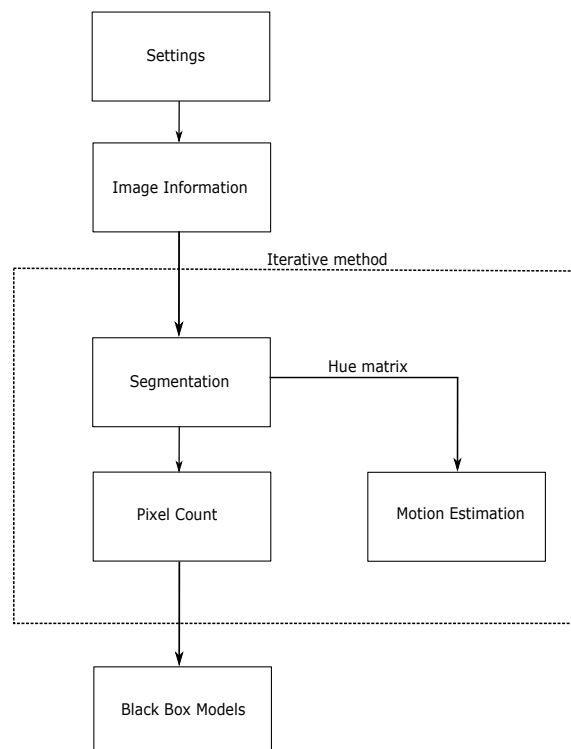 Settings
Image Information
Iterative method
Segmentation
Hue matrix
Pixel Count
Motion Estimation
Black Box Models